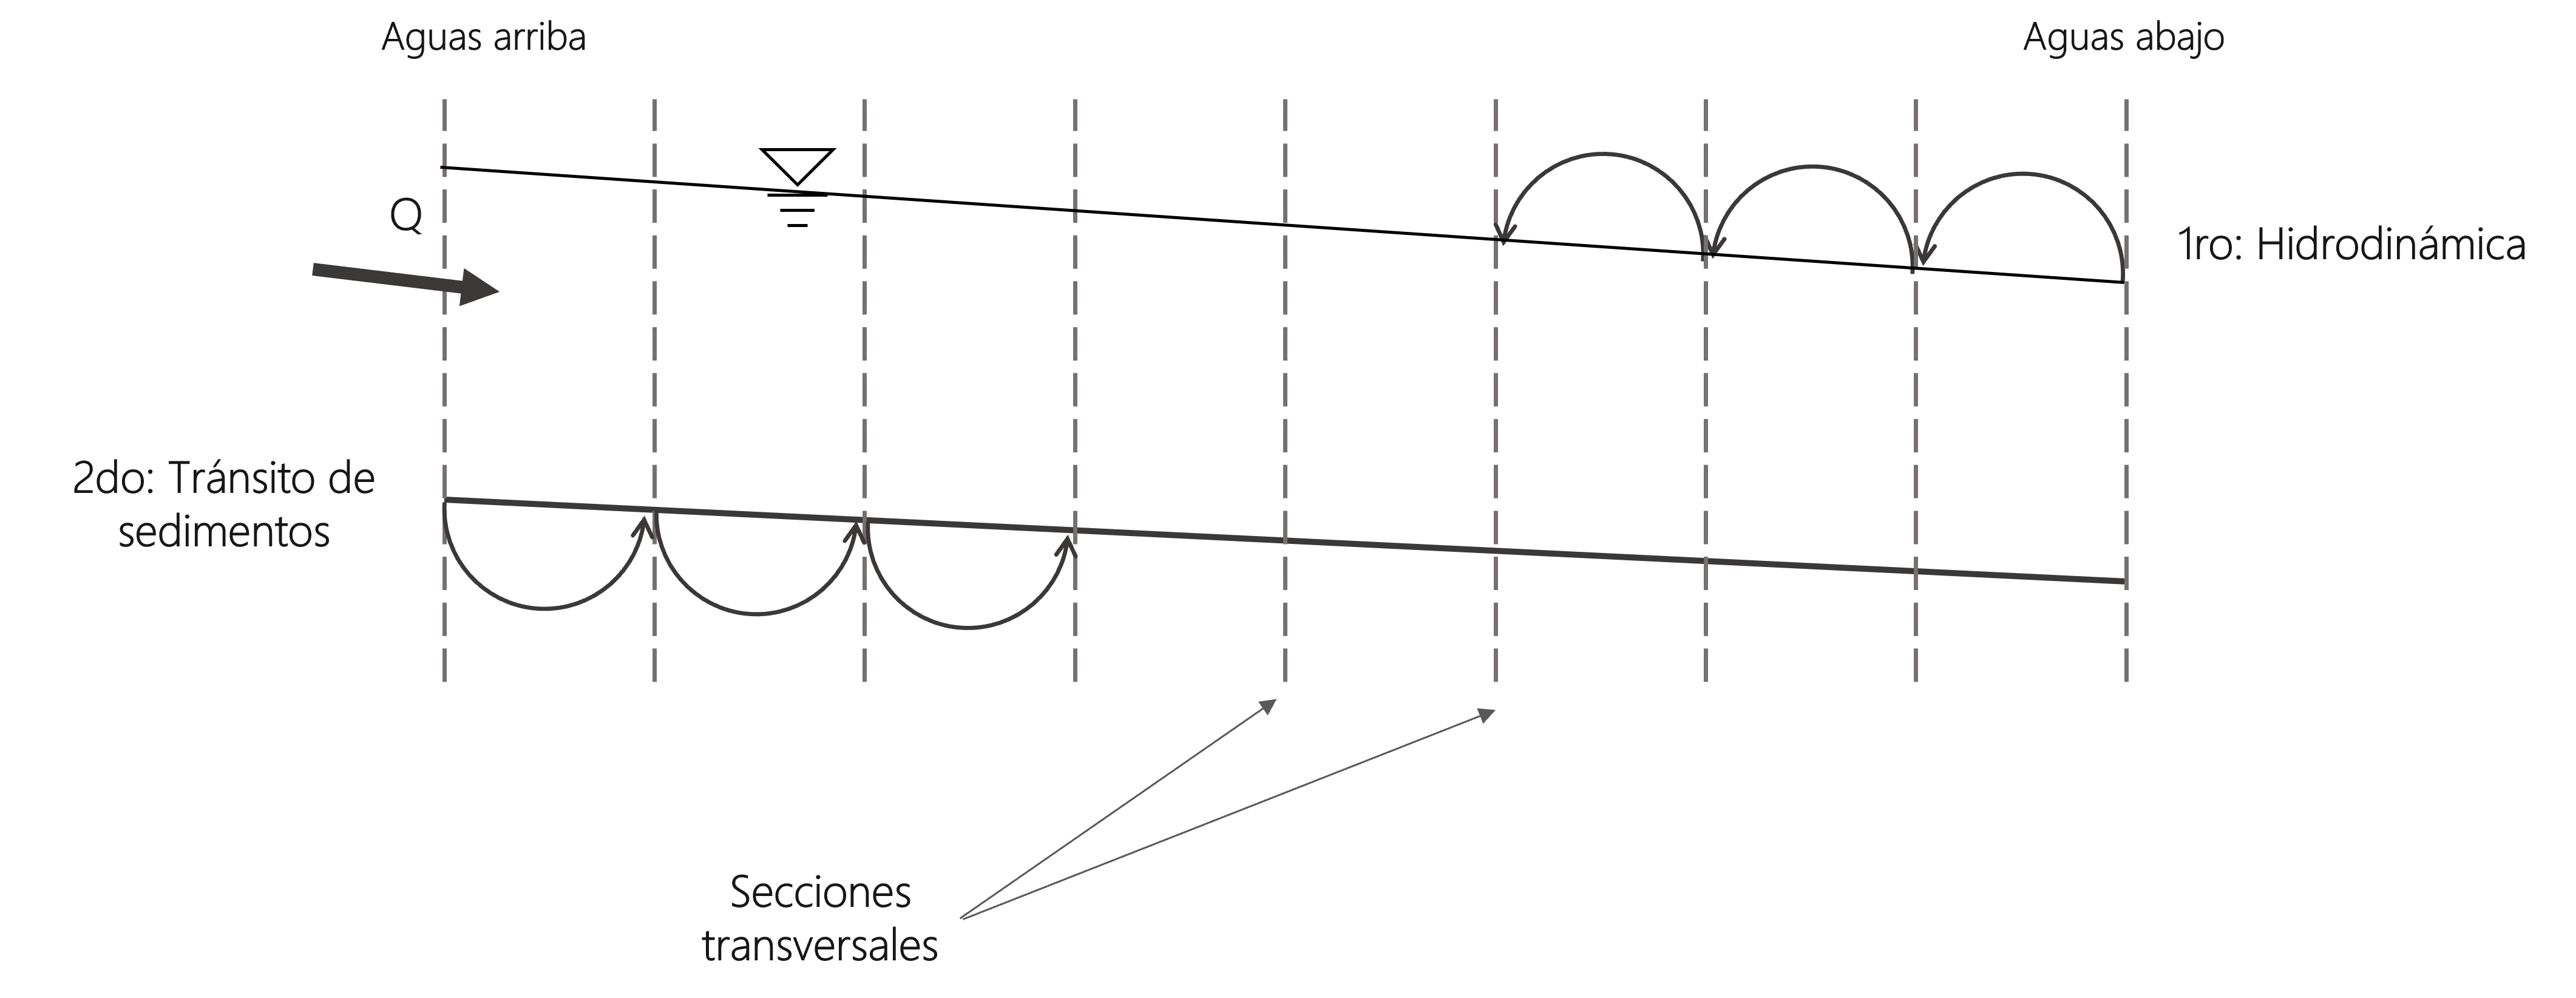 Aguas arriba
Aguas abajo
Q
1ro: Hidrodinámica
2do: Tránsito de
sedimentos
Secciones
transversales